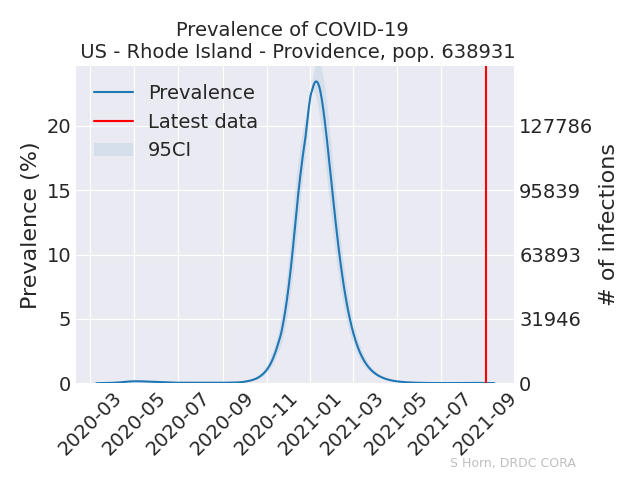 Prevalence of COVID-19
US - Rhode Island - Providence, pop. 638931
Prevalence
Latest data
95CI
Prevalence (%)
20
15
10
5
0
127786
95839
63893
31946
0
# of infections
2020-03
2020-05
2020-07
2020-09
2020-11
2021-01
2021-03
2021-05
2021-07
2021-09
S Horn, DRDC CORA